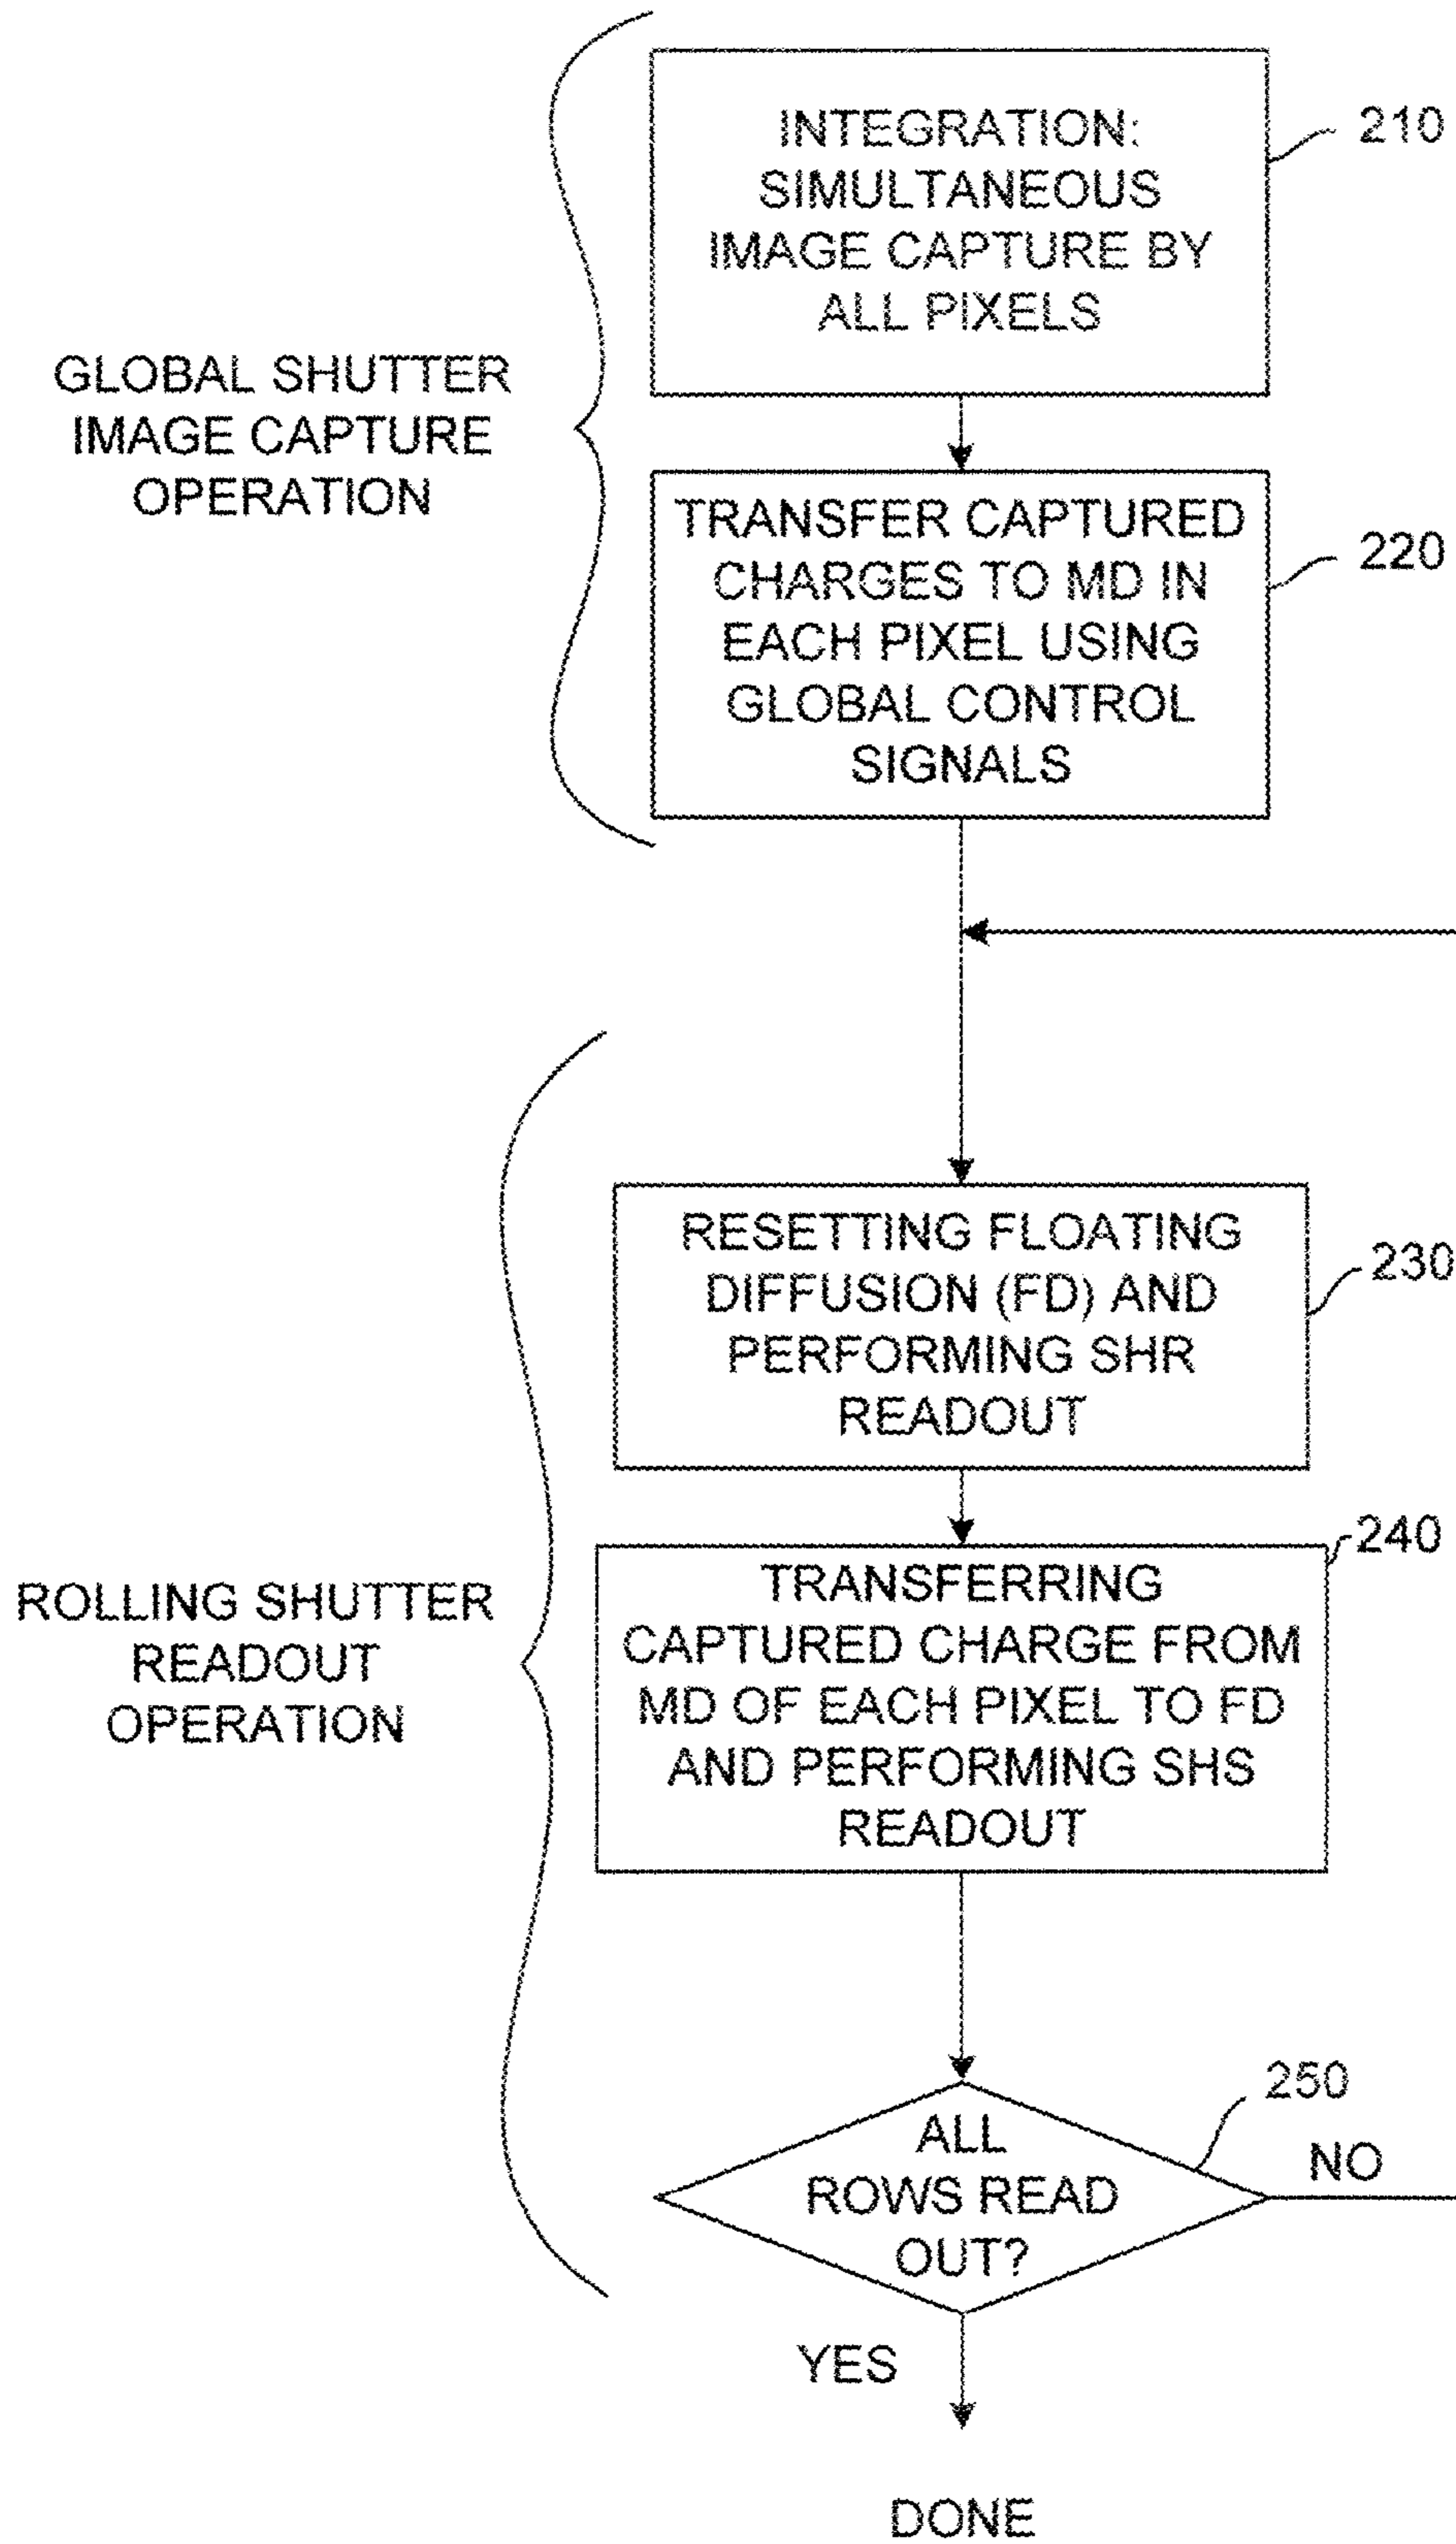 INTEGRATION:
SIMULTANEOUS
IMAGE CAPTURE BY
ALL PIXELS
210
GLOBAL SHUTTER
IMAGE CAPTURE
OPERATION
TRANSFER CAPTURED
CHARGES TO MD IN
EACH PIXEL USING
GLOBAL CONTROL
SIGNALS
220
RESETTING FLOATING
DIFFUSION (FD) AND
PERFORMING SHR
READOUT
230
ROLLING SHUTTER
READOUT
OPERATION
TRANSFERRING
CAPTURED CHARGE FROM
MD OF EACH PIXEL TO FD
AND PERFORMING SHS
READOUT
240
ALL
ROWS READ
OUT?
250
NO
YES
DONE